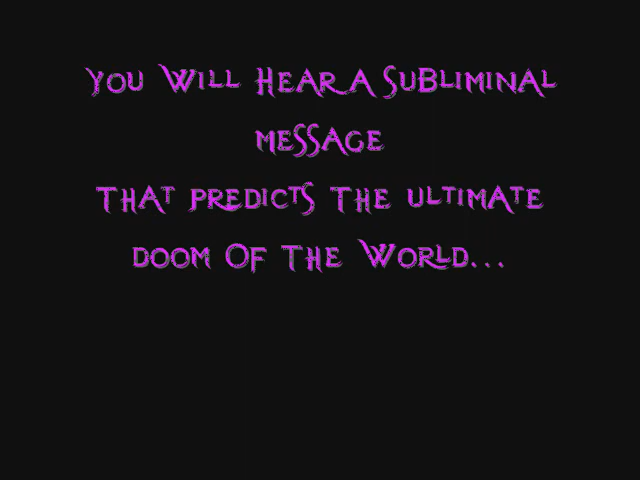 You Will Hear A Subliminal
message
That predicts The ultimate
doom Of The World...